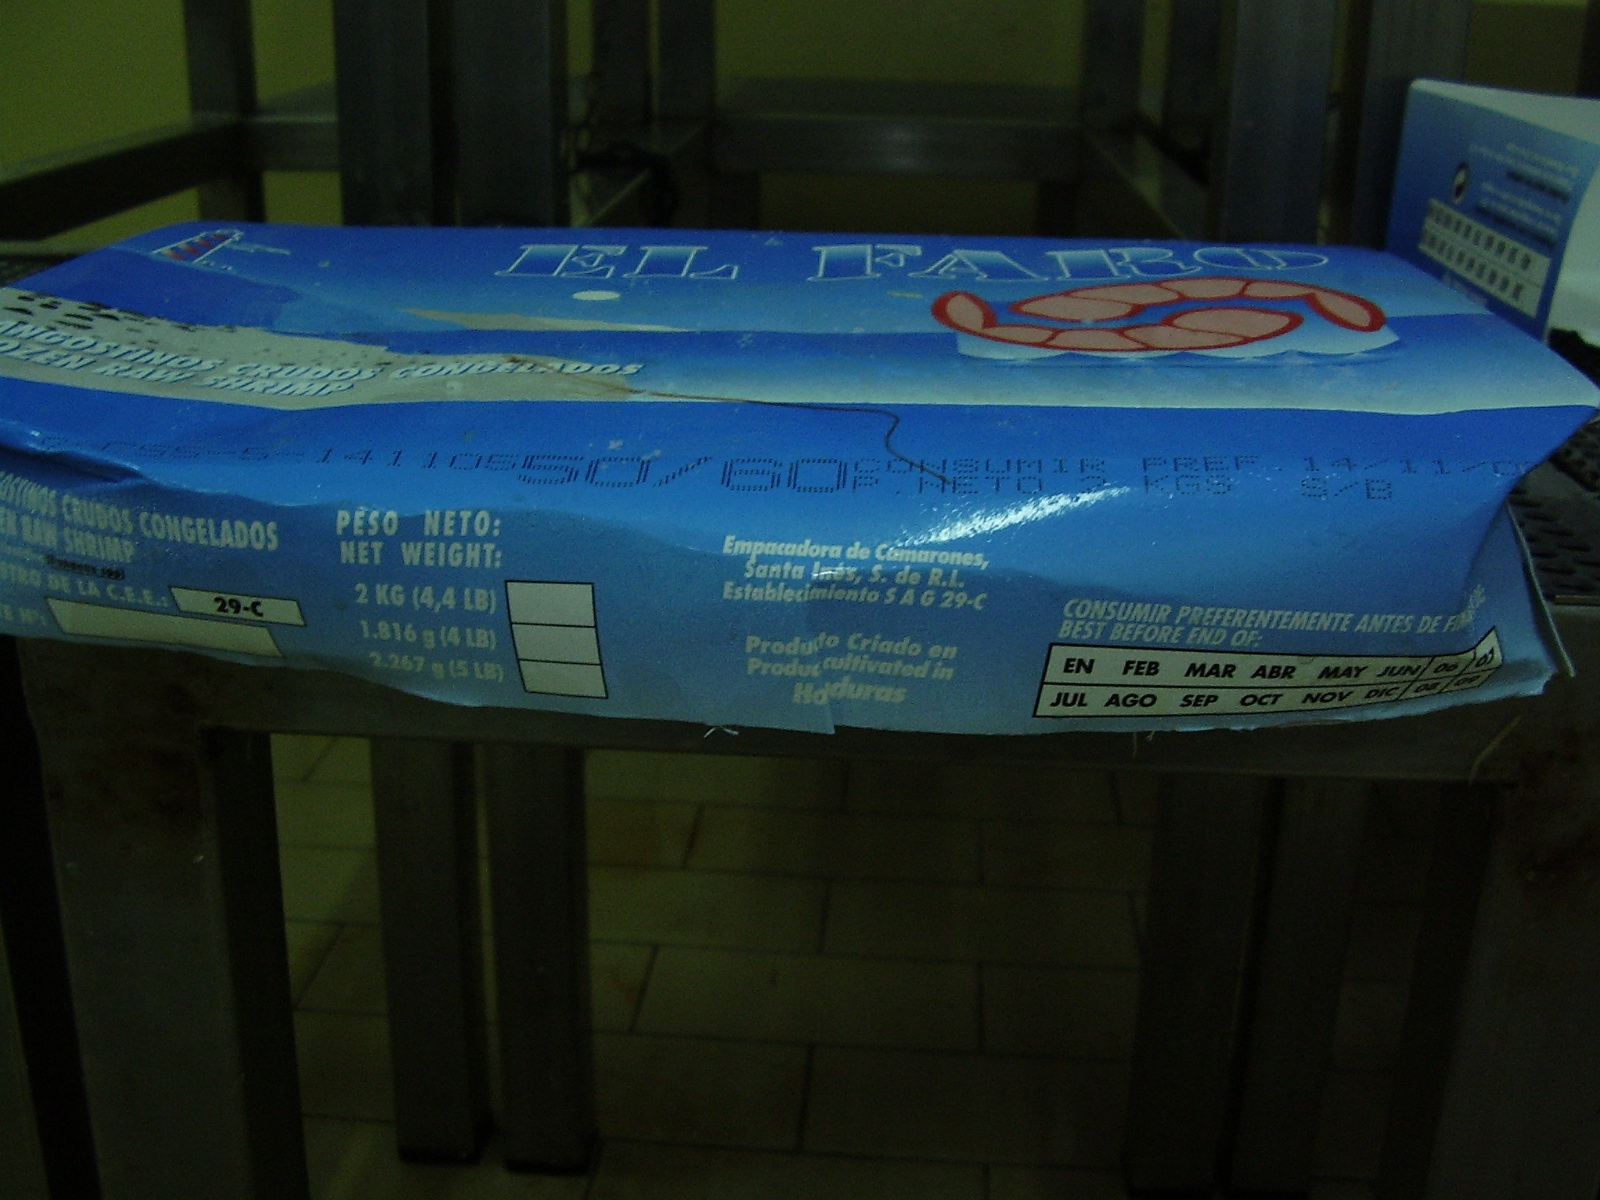 EL FARO
CRUDOS CONGELADOS
RAW SHRIMP
141105 50/60 CONSUMIR PREF. 14/11/
P. NETO 2 KGS S/B
CRUDOS CONGELADOS
RAW SHRIMP
DE LA C.E.E.: 29-C
PESO NETO:
NET WEIGHT:
2 KG (4,4 LB)
1.816 g (4 LB)
2.267 g (5 LB)
Empacadora de Camarones,
Santa Inés, S. de R.L.
Establecimiento S A G 29-C
Producto Criado en
Produc cultivated in
Honduras
CONSUMIR PREFERENTEMENTE ANTES DE FIN DE
BEST BEFORE END OF:
EN FEB MAR ABR MAY JUN 06 07
JUL AGO SEP OCT NOV DIC 08 09